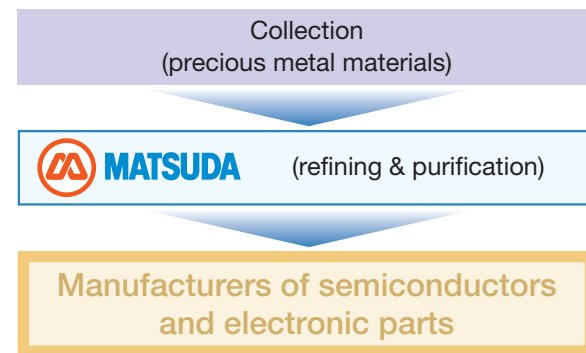 Collection
(precious metal materials)
MATSUDA (refining & purification)
Manufacturers of semiconductors
and electronic parts